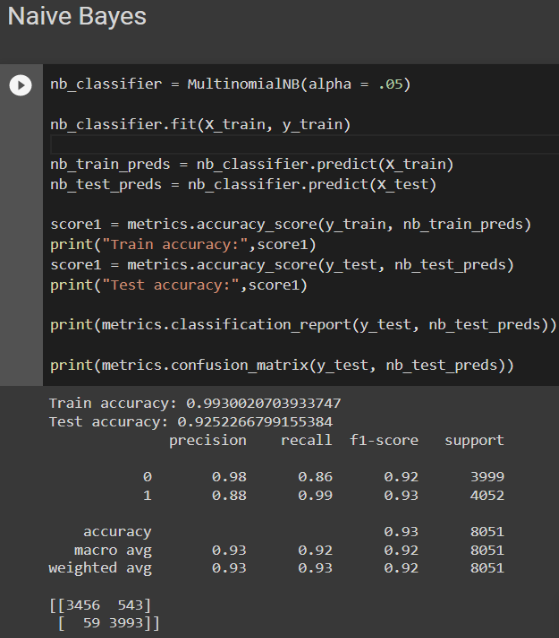 Naive Bayes
nb_classifier = MultinomialNB(alpha = .05)
nb_classifier.fit(X_train, y_train)
nb_train_preds = nb_classifier.predict(X_train)
nb_test_preds = nb_classifier.predict(X_test)
score1 = metrics.accuracy_score(y_train, nb_train_preds)
print("Train accuracy:",score1)
score1 = metrics.accuracy_score(y_test, nb_test_preds)
print("Test accuracy:",score1)
print(metrics.classification_report(y_test, nb_test_preds))
print(metrics.confusion_matrix(y_test, nb_test_preds))
Train accuracy: 0.9930020703933747
Test accuracy: 0.9252266799155384
precision recall f1-score support
0 0.98 0.86 0.92 3999
1 0.88 0.99 0.93 4052
accuracy 0.93 8051
macro avg 0.93 0.92 0.92 8051
weighted avg 0.93 0.93 0.92 8051
[[3456 543]
[ 59 3993]]